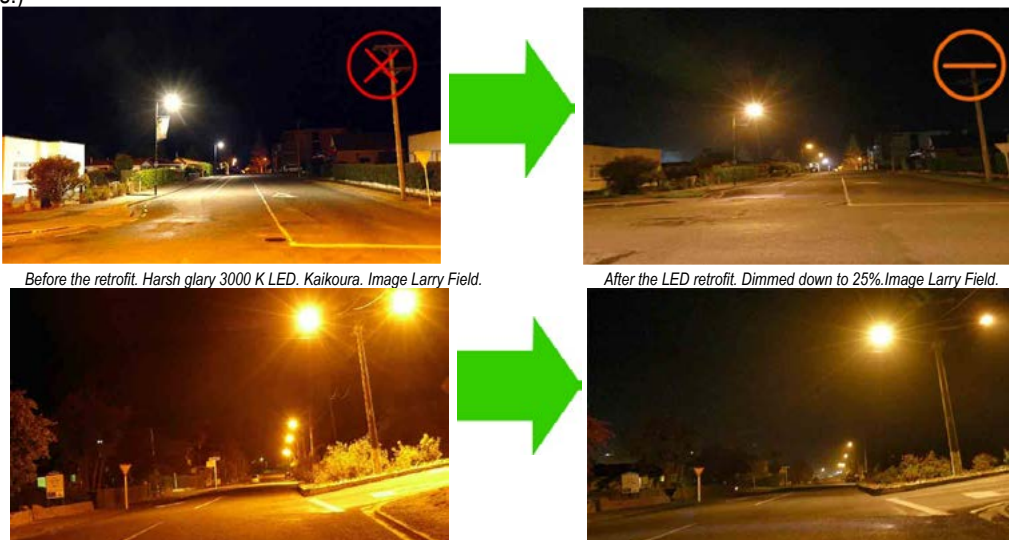 Before the retrofit. Harsh glary 3000 K LED. Kaikoura. Image Larry Field.
After the LED retrofit. Dimmed down to 25%.Image Larry Field.